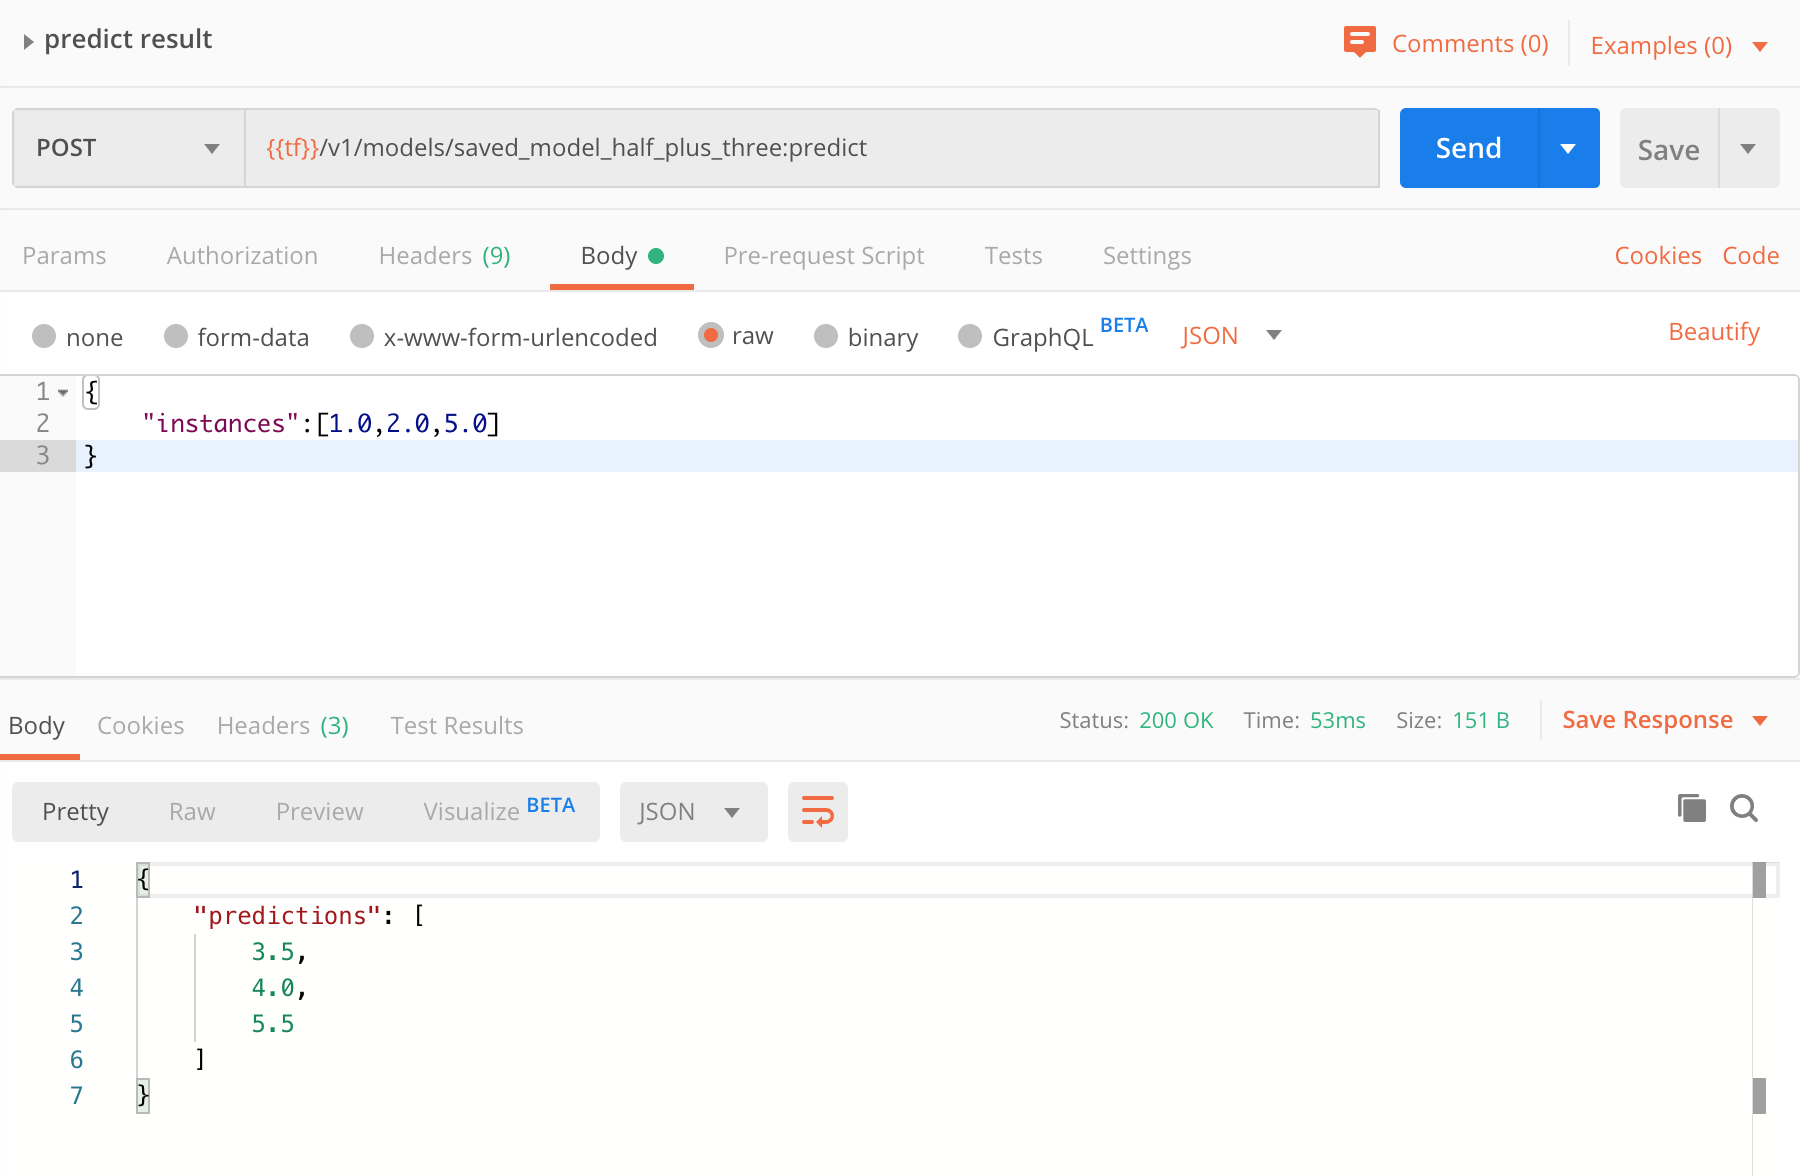 predict result
Comments (0)
Examples (0)
POST
{{tf}}/v1/models/saved_model_half_plus_three:predict
Send
Save
Params Authorization Headers (9) Body Pre-request Script Tests Settings Cookies Code
none form-data x-www-form-urlencoded raw binary GraphQL BETA JSON Beautify
1 {
2 "instances":[1.0,2.0,5.0]
3 }
Body Cookies Headers (3) Test Results Status: 200 OK Time: 53ms Size: 151 B Save Response
Pretty Raw Preview Visualize BETA JSON
1 {
2 "predictions": [
3 3.5,
4 4.0,
5 5.5
6 ]
7 }